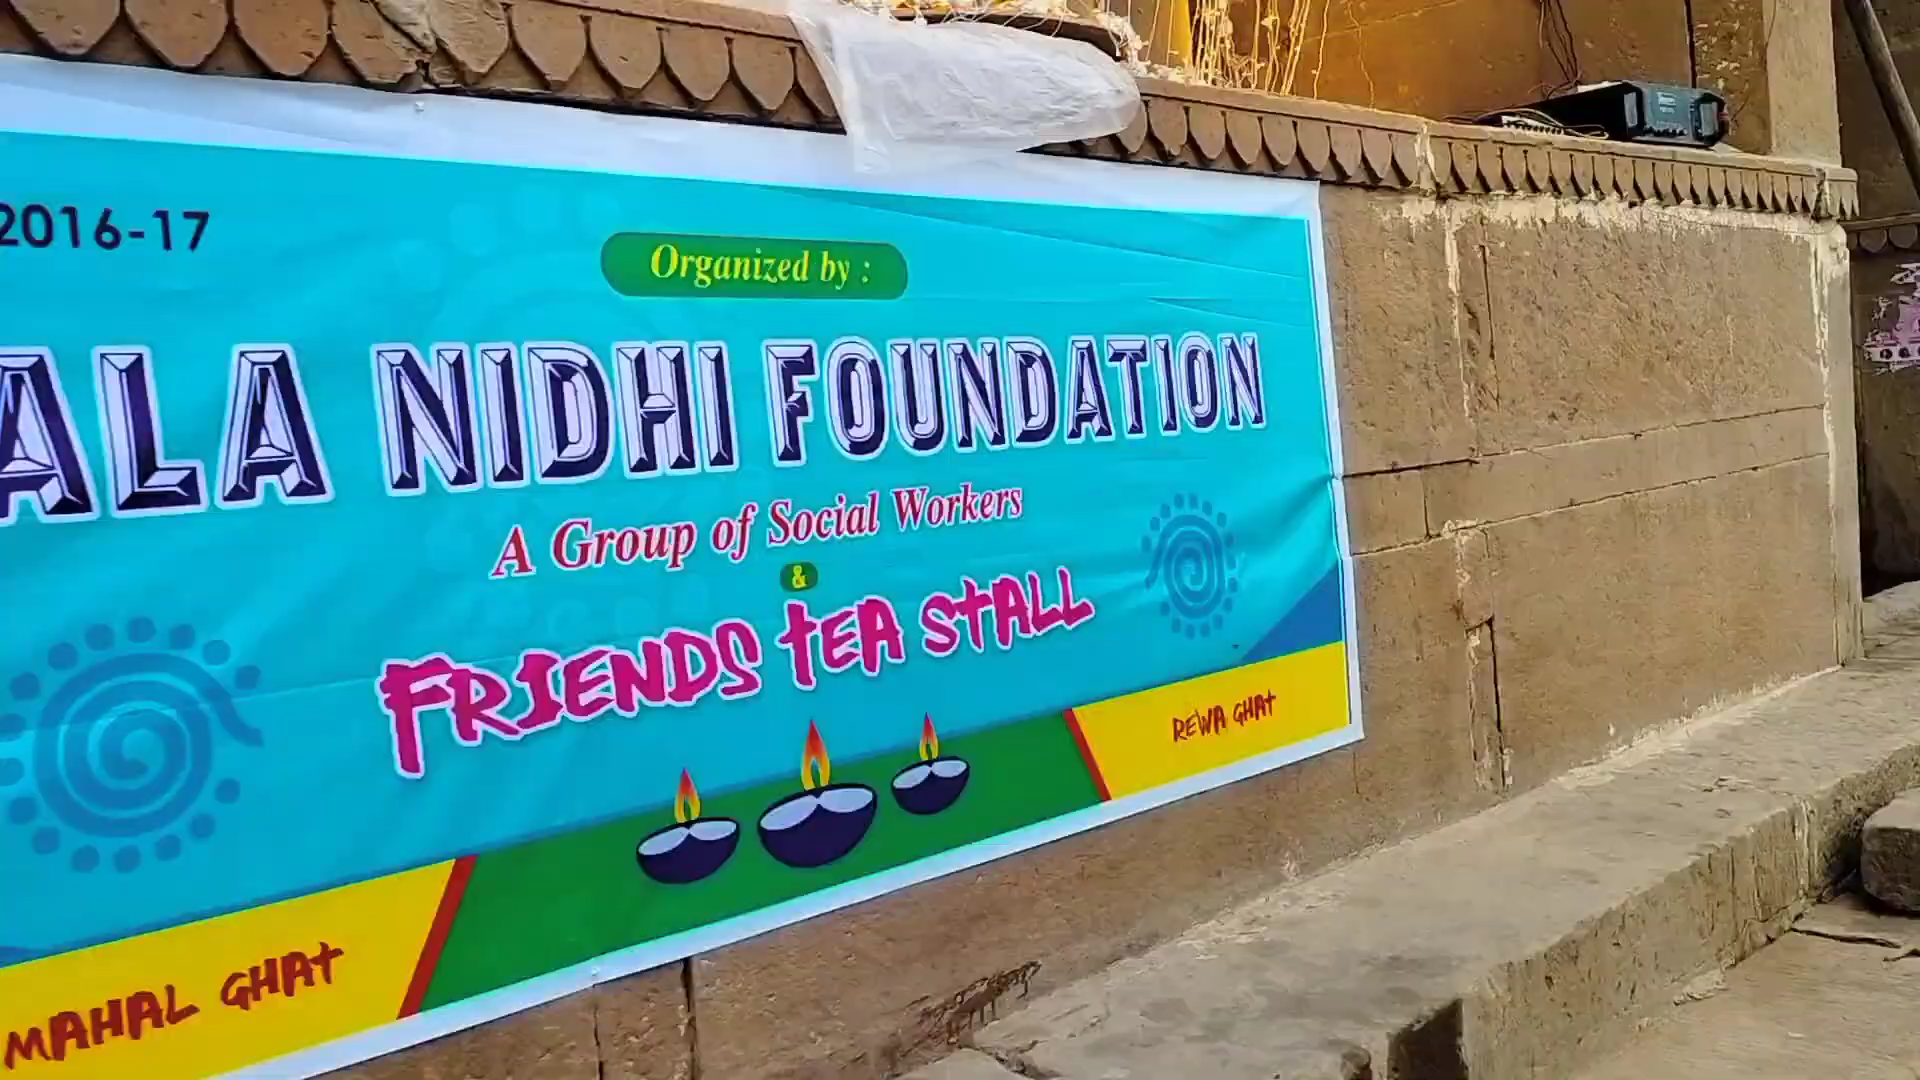 2016-17
Organized by :
ALA NIDHI FOUNDATION
A Group of Social Workers
&
FRIENDS tEA StALL
REWA GHAt
MAHAL GHAt